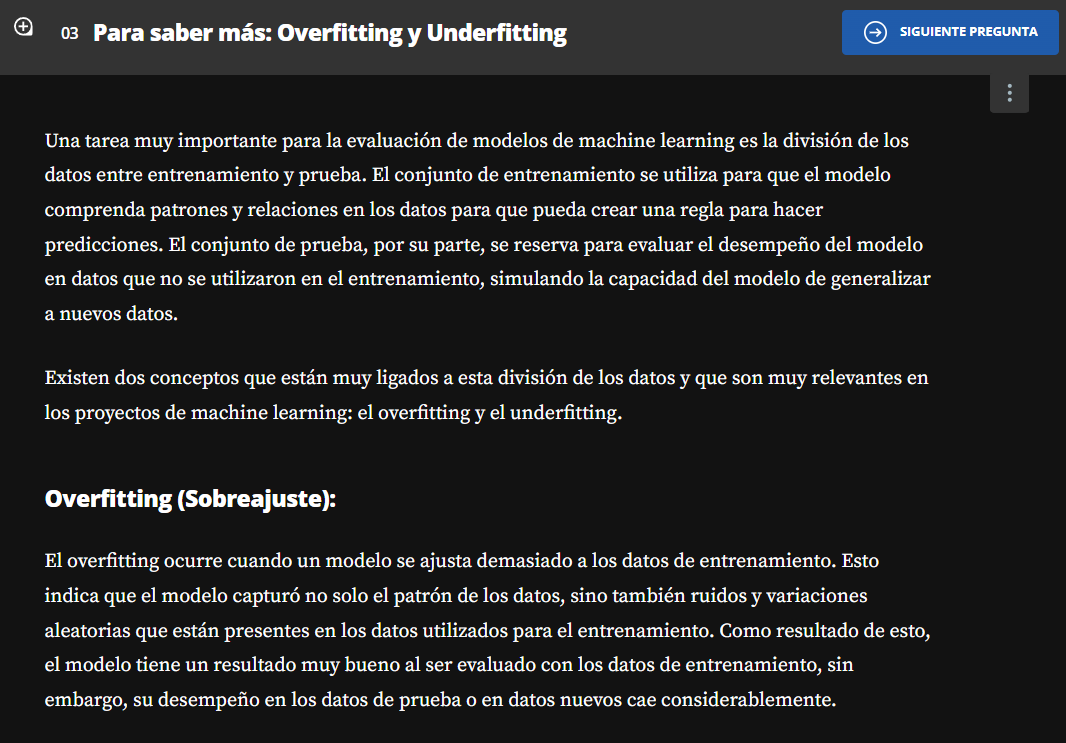 03 Para saber más: Overfitting y Underfitting
SIGUIENTE PREGUNTA
Una tarea muy importante para la evaluación de modelos de machine learning es la división de los
datos entre entrenamiento y prueba. El conjunto de entrenamiento se utiliza para que el modelo
comprenda patrones y relaciones en los datos para que pueda crear una regla para hacer
predicciones. El conjunto de prueba, por su parte, se reserva para evaluar el desempeño del modelo
en datos que no se utilizaron en el entrenamiento, simulando la capacidad del modelo de generalizar
a nuevos datos.
Existen dos conceptos que están muy ligados a esta división de los datos y que son muy relevantes en
los proyectos de machine learning: el overfitting y el underfitting.
Overfitting (Sobreajuste):
El overfitting ocurre cuando un modelo se ajusta demasiado a los datos de entrenamiento. Esto
indica que el modelo capturó no solo el patrón de los datos, sino también ruidos y variaciones
aleatorias que están presentes en los datos utilizados para el entrenamiento. Como resultado de esto,
el modelo tiene un resultado muy bueno al ser evaluado con los datos de entrenamiento, sin
embargo, su desempeño en los datos de prueba o en datos nuevos cae considerablemente.